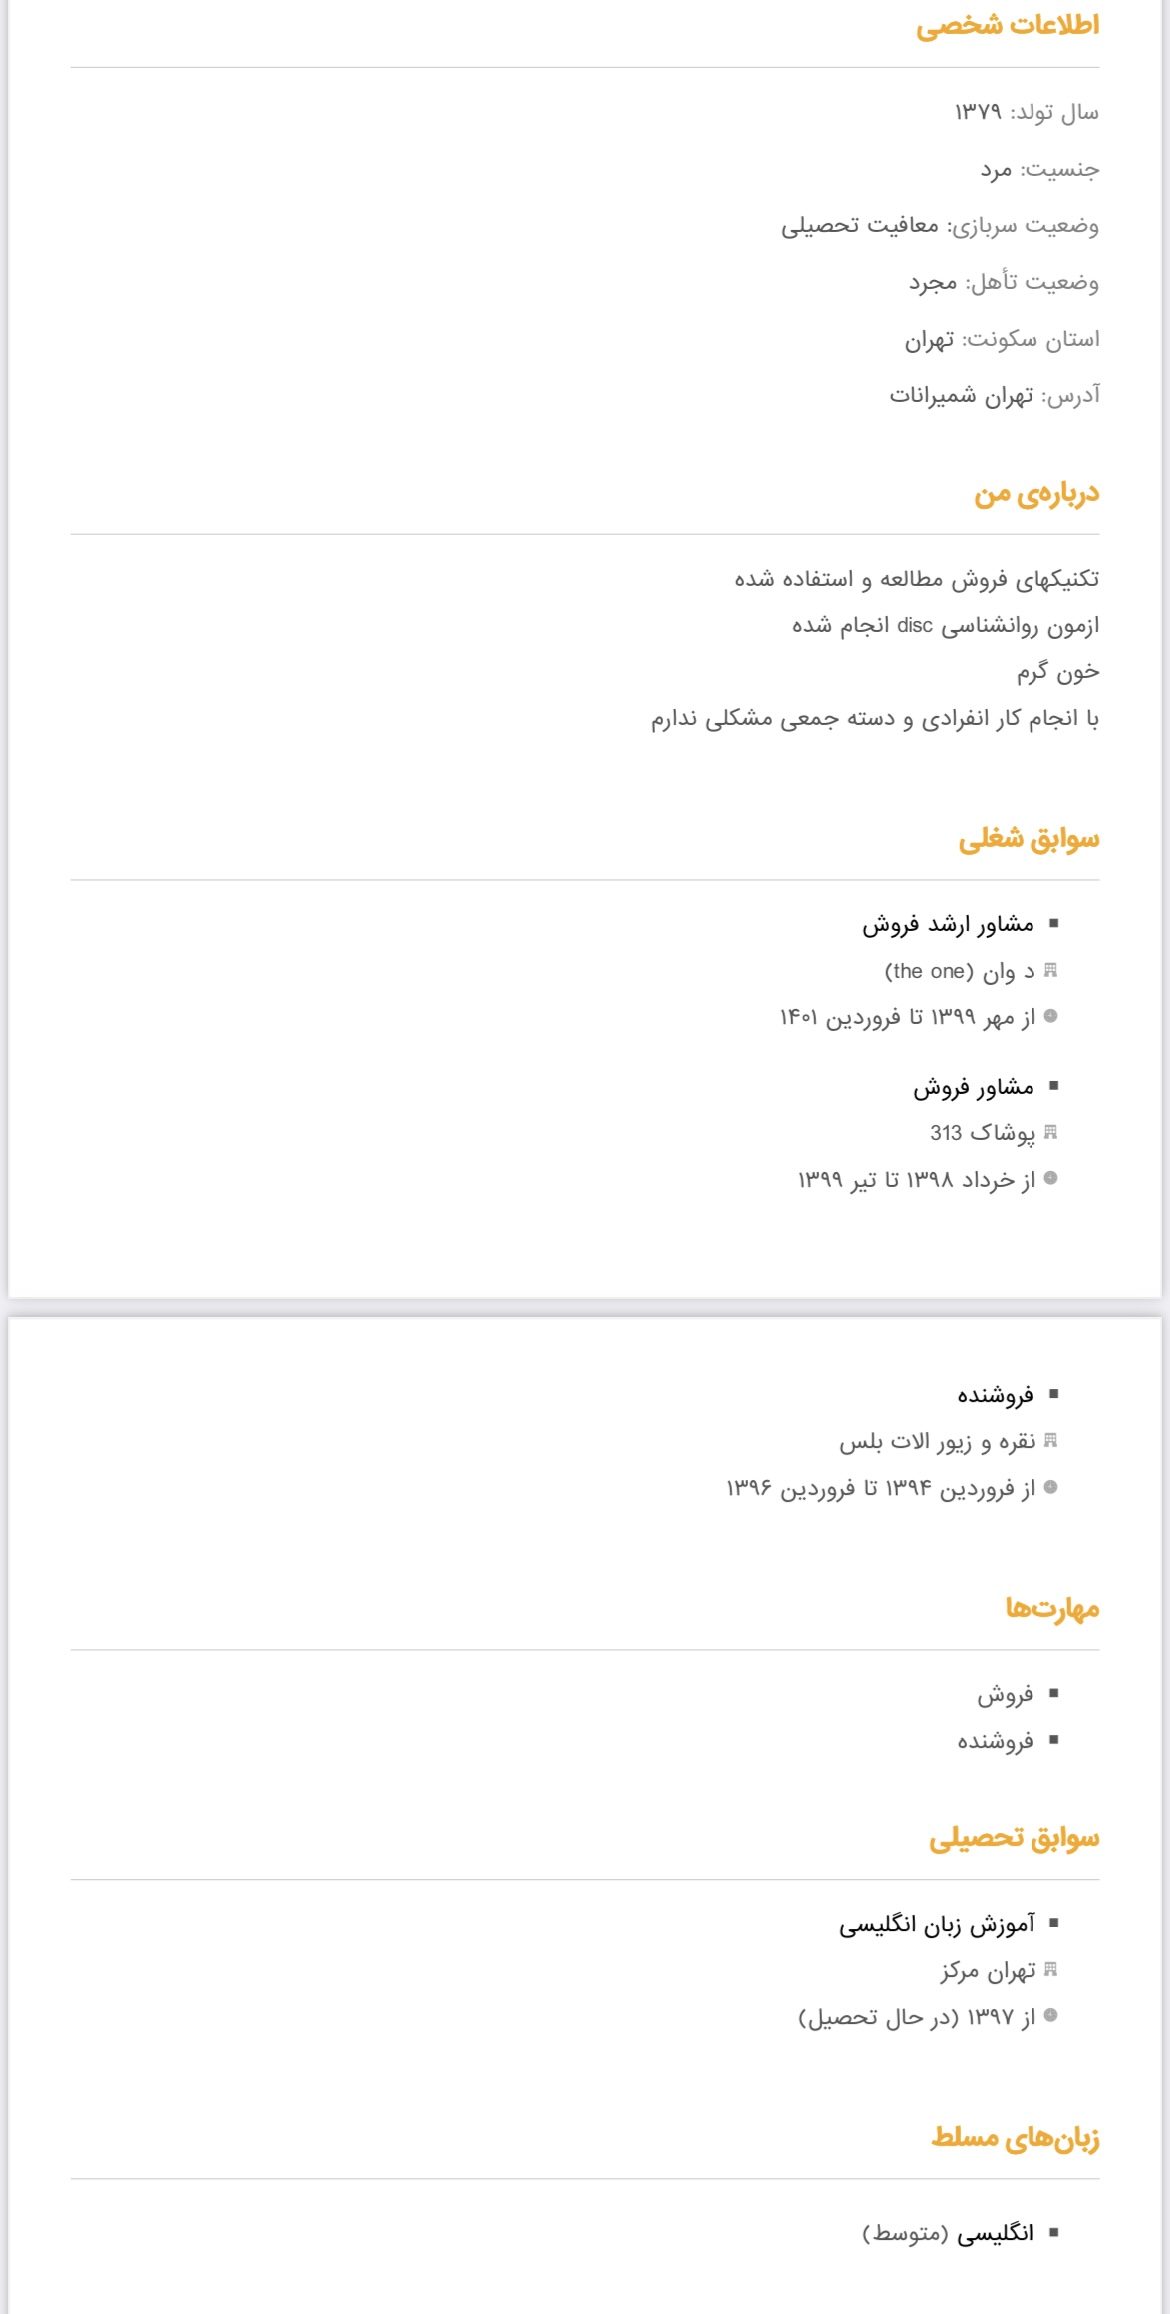 اطلاعات شخصی
سال تولد: ۱۳۷۹
جنسیت: مرد
وضعیت سربازی: معافیت تحصیلی
وضعیت تأهل: مجرد
استان سکونت: تهران
آدرس: تهران شمیرانات
درباره‌ی من
تکنیکهای فروش مطالعه و استفاده شده
ازمون روانشناسی disc انجام شده
خون گرم
با انجام کار انفرادی و دسته جمعی مشکلی ندارم
سوابق شغلی
مشاور ارشد فروش
د وان (the one)
از مهر ۱۳۹۹ تا فروردین ۱۴۰۱
مشاور فروش
پوشاک 313
از خرداد ۱۳۹۸ تا تیر ۱۳۹۹
فروشنده
نقره و زیور الات بلس
از فروردین ۱۳۹۴ تا فروردین ۱۳۹۶
مهارت‌ها
فروش
فروشنده
سوابق تحصیلی
آموزش زبان انگلیسی
تهران مرکز
از ۱۳۹۷ (در حال تحصیل)
زبان‌های مسلط
انگلیسی (متوسط)